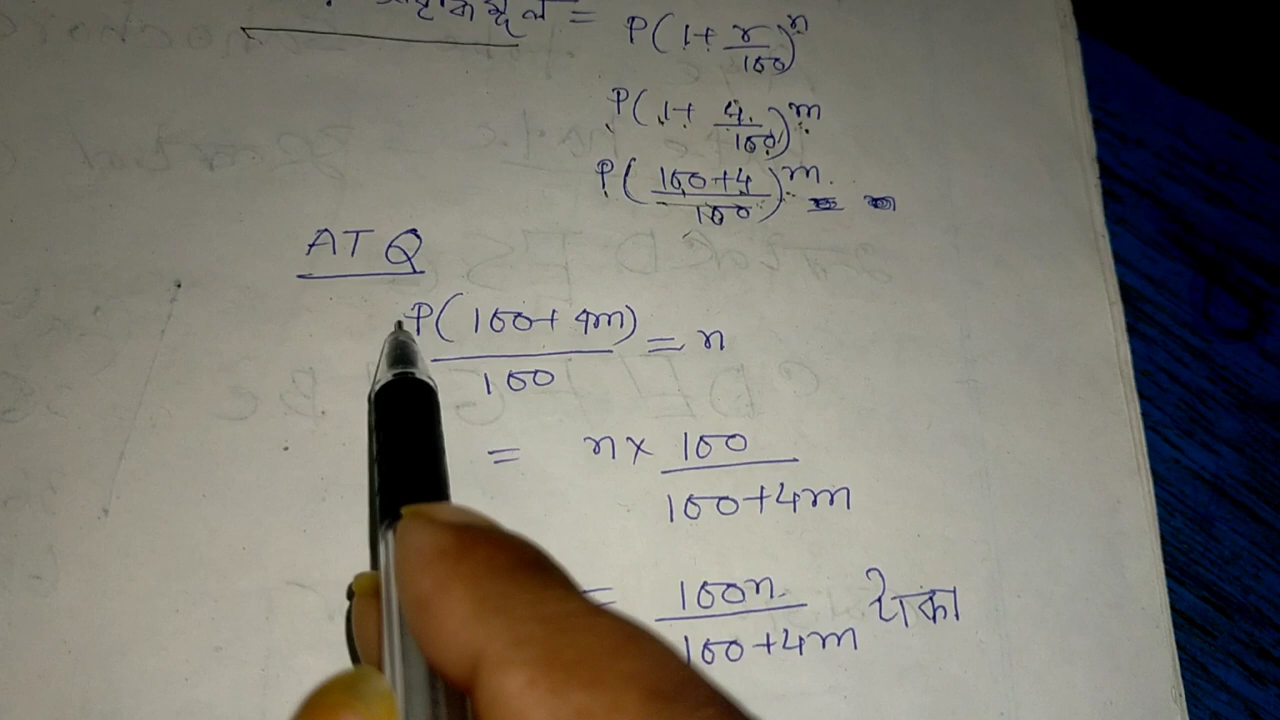 = P(1+ r/100)^n
P(1+ 4/100)^m
P( 100+4/100 )^m
ATQ
P(100+4m)/100 = n
= n× 100/100+4m
= 100n/100+4m টাকা